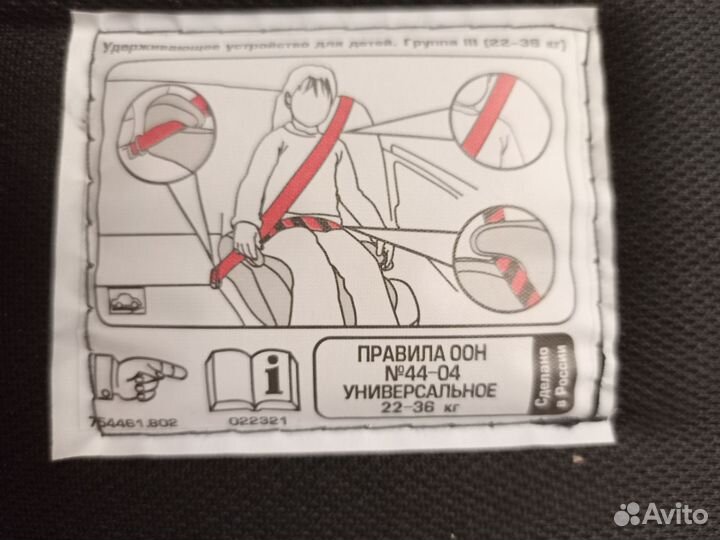 Удерживающее устройство для детей. Группа III (22-36 кг)
i
ПРАВИЛА ООН
№44-04
УНИВЕРСАЛЬНОЕ
22-36 кг
Сделано
в России
754461.802
022321
Avito